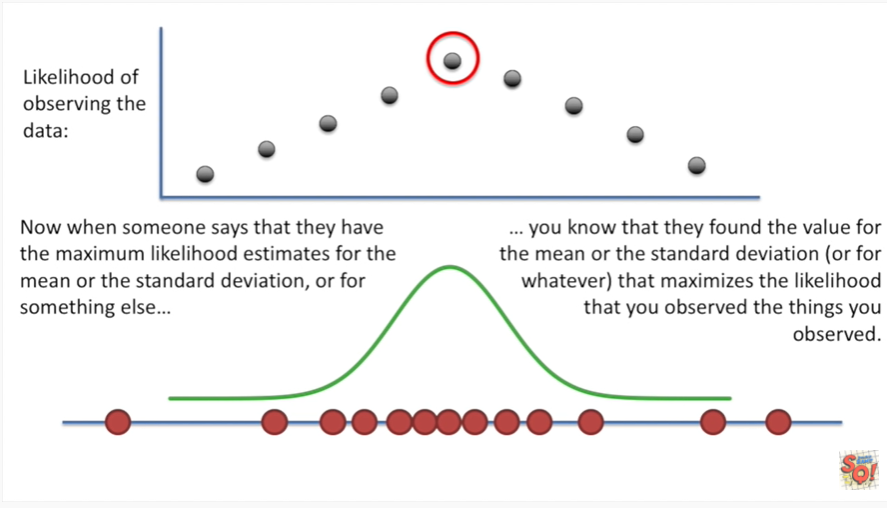 Likelihood of
observing the
data:
Now when someone says that they have
the maximum likelihood estimates for the
mean or the standard deviation, or for
something else...
... you know that they found the value for
the mean or the standard deviation (or for
whatever) that maximizes the likelihood
that you observed the things you
observed.
SQ!